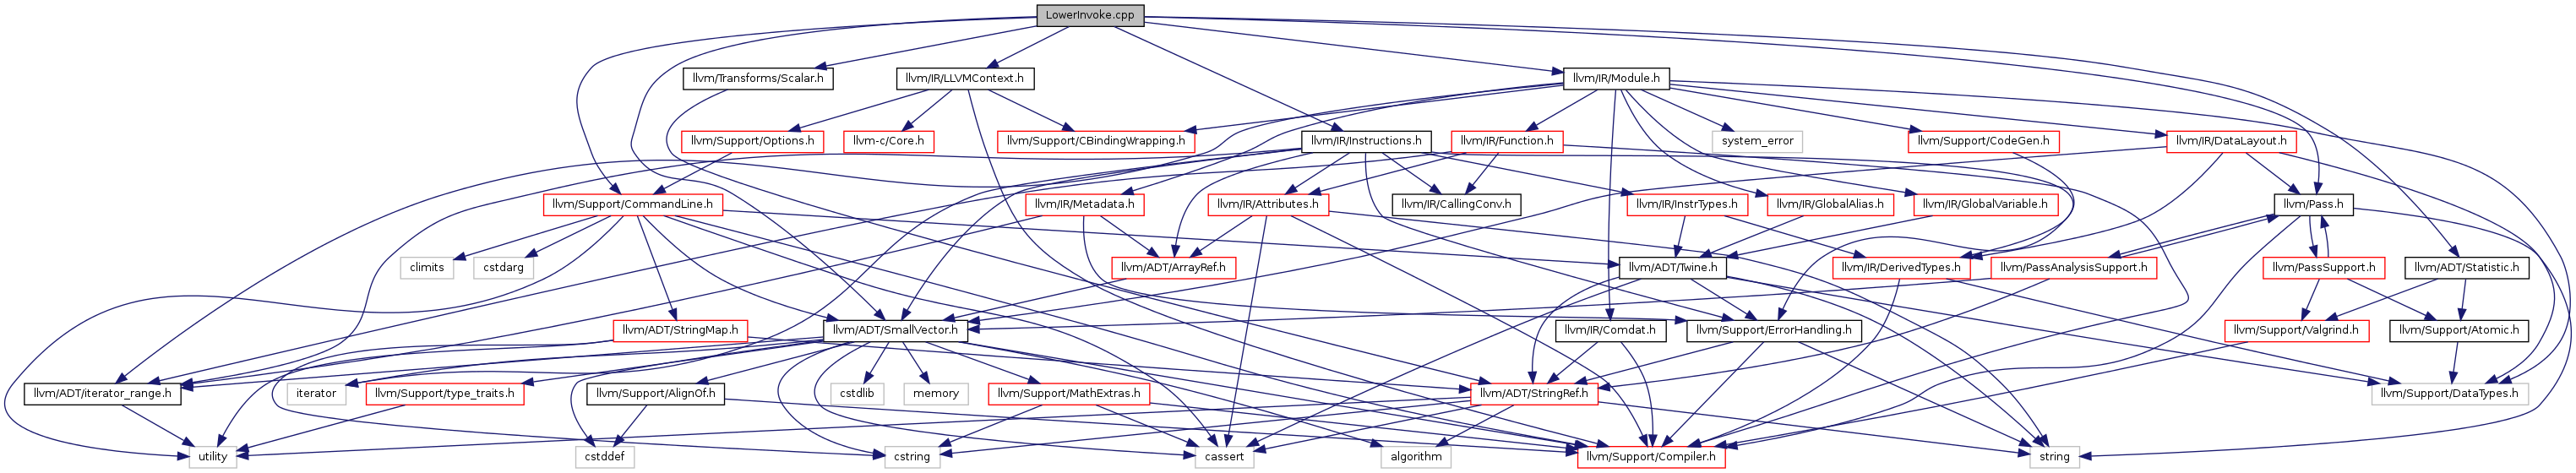 LowerInvoke.cpp
llvm/Transforms/Scalar.h
llvm/IR/LLVMContext.h
llvm/IR/Module.h
llvm/Support/Options.h
llvm-c/Core.h
llvm/Support/CBindingWrapping.h
llvm/IR/Instructions.h
llvm/IR/Function.h
system_error
llvm/Support/CodeGen.h
llvm/IR/DataLayout.h
llvm/Support/CommandLine.h
llvm/IR/Metadata.h
llvm/IR/Attributes.h
llvm/IR/CallingConv.h
llvm/IR/InstrTypes.h
llvm/IR/GlobalAlias.h
llvm/IR/GlobalVariable.h
llvm/Pass.h
climits
cstdarg
llvm/ADT/ArrayRef.h
llvm/ADT/Twine.h
llvm/IR/DerivedTypes.h
llvm/PassAnalysisSupport.h
llvm/PassSupport.h
llvm/ADT/Statistic.h
llvm/ADT/StringMap.h
llvm/ADT/SmallVector.h
llvm/IR/Comdat.h
llvm/Support/ErrorHandling.h
llvm/Support/Valgrind.h
llvm/Support/Atomic.h
llvm/ADT/iterator_range.h
iterator
llvm/Support/type_traits.h
llvm/Support/AlignOf.h
cstdlib
memory
llvm/Support/MathExtras.h
llvm/ADT/StringRef.h
llvm/Support/DataTypes.h
utility
cstddef
cstring
cassert
algorithm
llvm/Support/Compiler.h
string